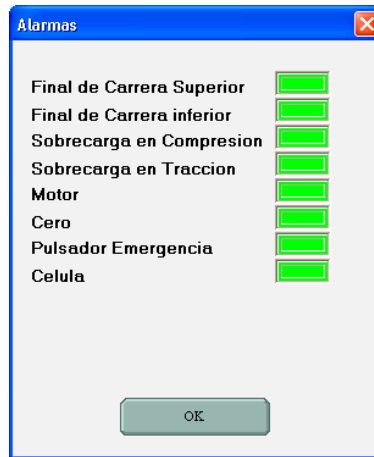 Alarmas
Final de Carrera Superior
Final de Carrera inferior
Sobrecarga en Compresion
Sobrecarga en Traccion
Motor
Cero
Pulsador Emergencia
Celula
OK